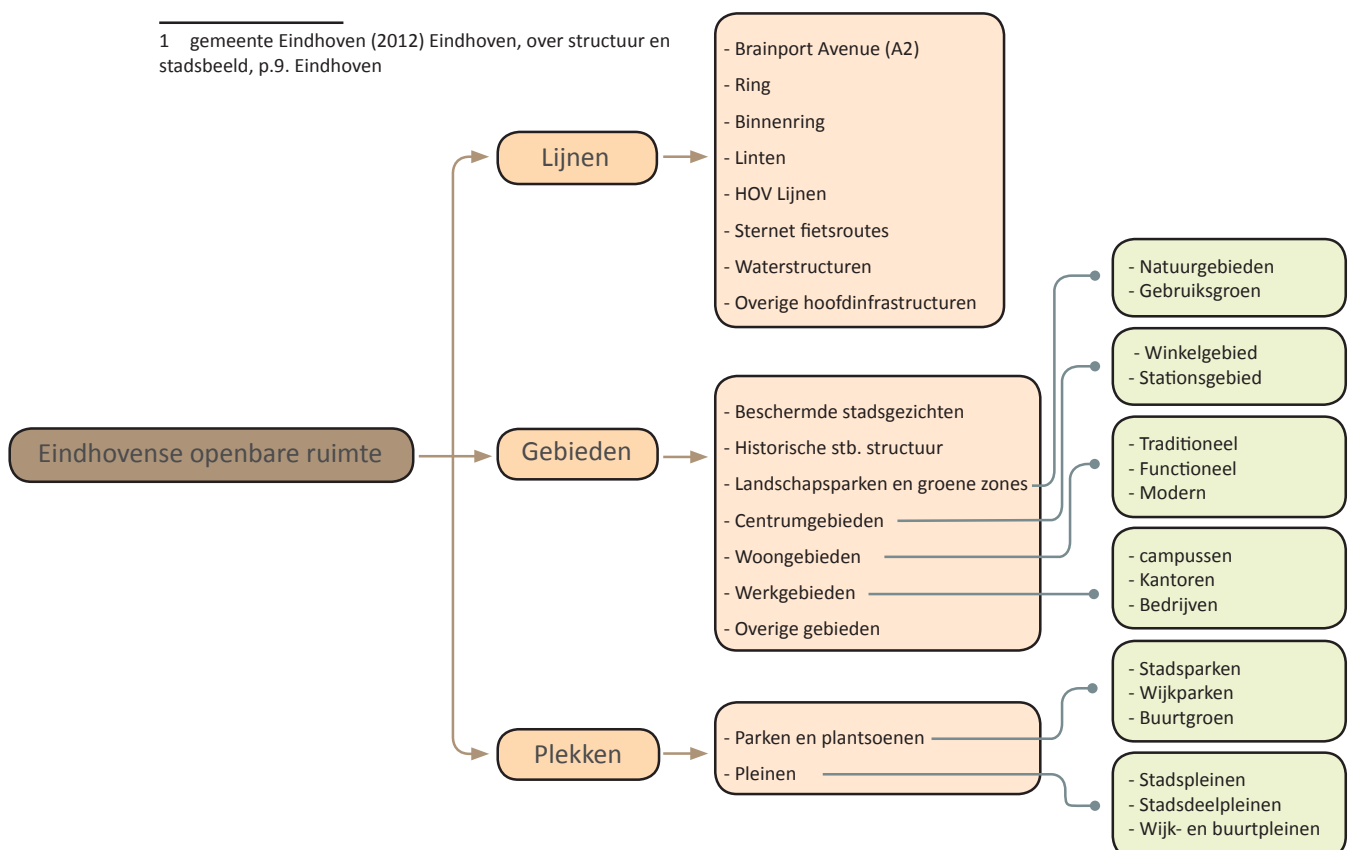 1 gemeente Eindhoven (2012) Eindhoven, over structuur en
stadsbeeld, p.9. Eindhoven
Eindhovense openbare ruimte
Lijnen
- Brainport Avenue (A2)
- Ring
- Binnenring
- Linten
- HOV Lijnen
- Sternet fietsroutes
- Waterstructuren
- Overige hoofdinfrastructuren
Gebieden
- Beschermde stadsgezichten
- Historische stb. structuur
- Landschapsparken en groene zones
- Centrumgebieden
- Woongebieden
- Werkgebieden
- Overige gebieden
- Natuurgebieden
- Gebruiksgroen
- Winkelgebied
- Stationsgebied
- Traditioneel
- Functioneel
- Modern
- campussen
- Kantoren
- Bedrijven
Plekken
- Parken en plantsoenen
- Pleinen
- Stadsparken
- Wijkparken
- Buurtgroen
- Stadspleinen
- Stadsdeelpleinen
- Wijk- en buurtpleinen